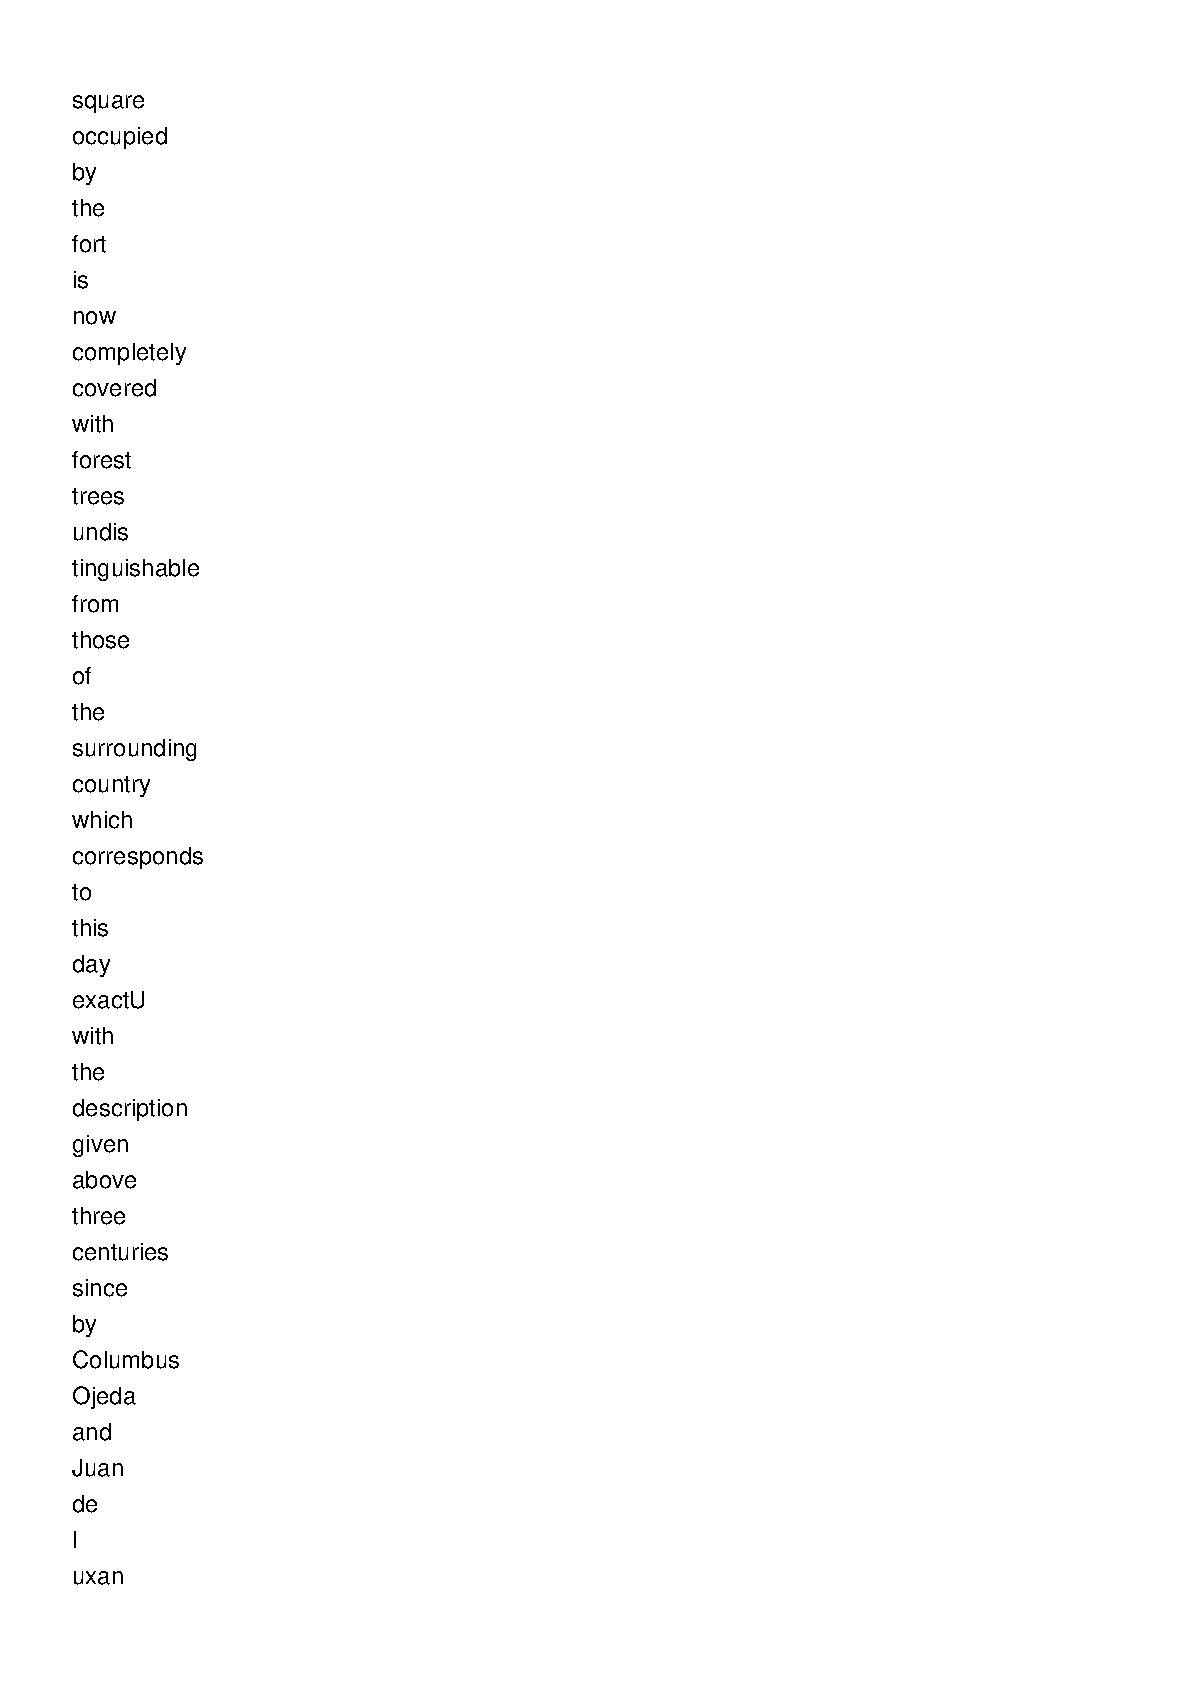 square
occupied
by
the
fort
is
now
completely
covered
with
forest
trees
undis
tinguishable
from
those
of
the
surrounding
country
which
corresponds
to
this
day
exactU
with
the
description
given
above
three
centuries
since
by
Columbus
Ojeda
and
Juan
de
l
uxan